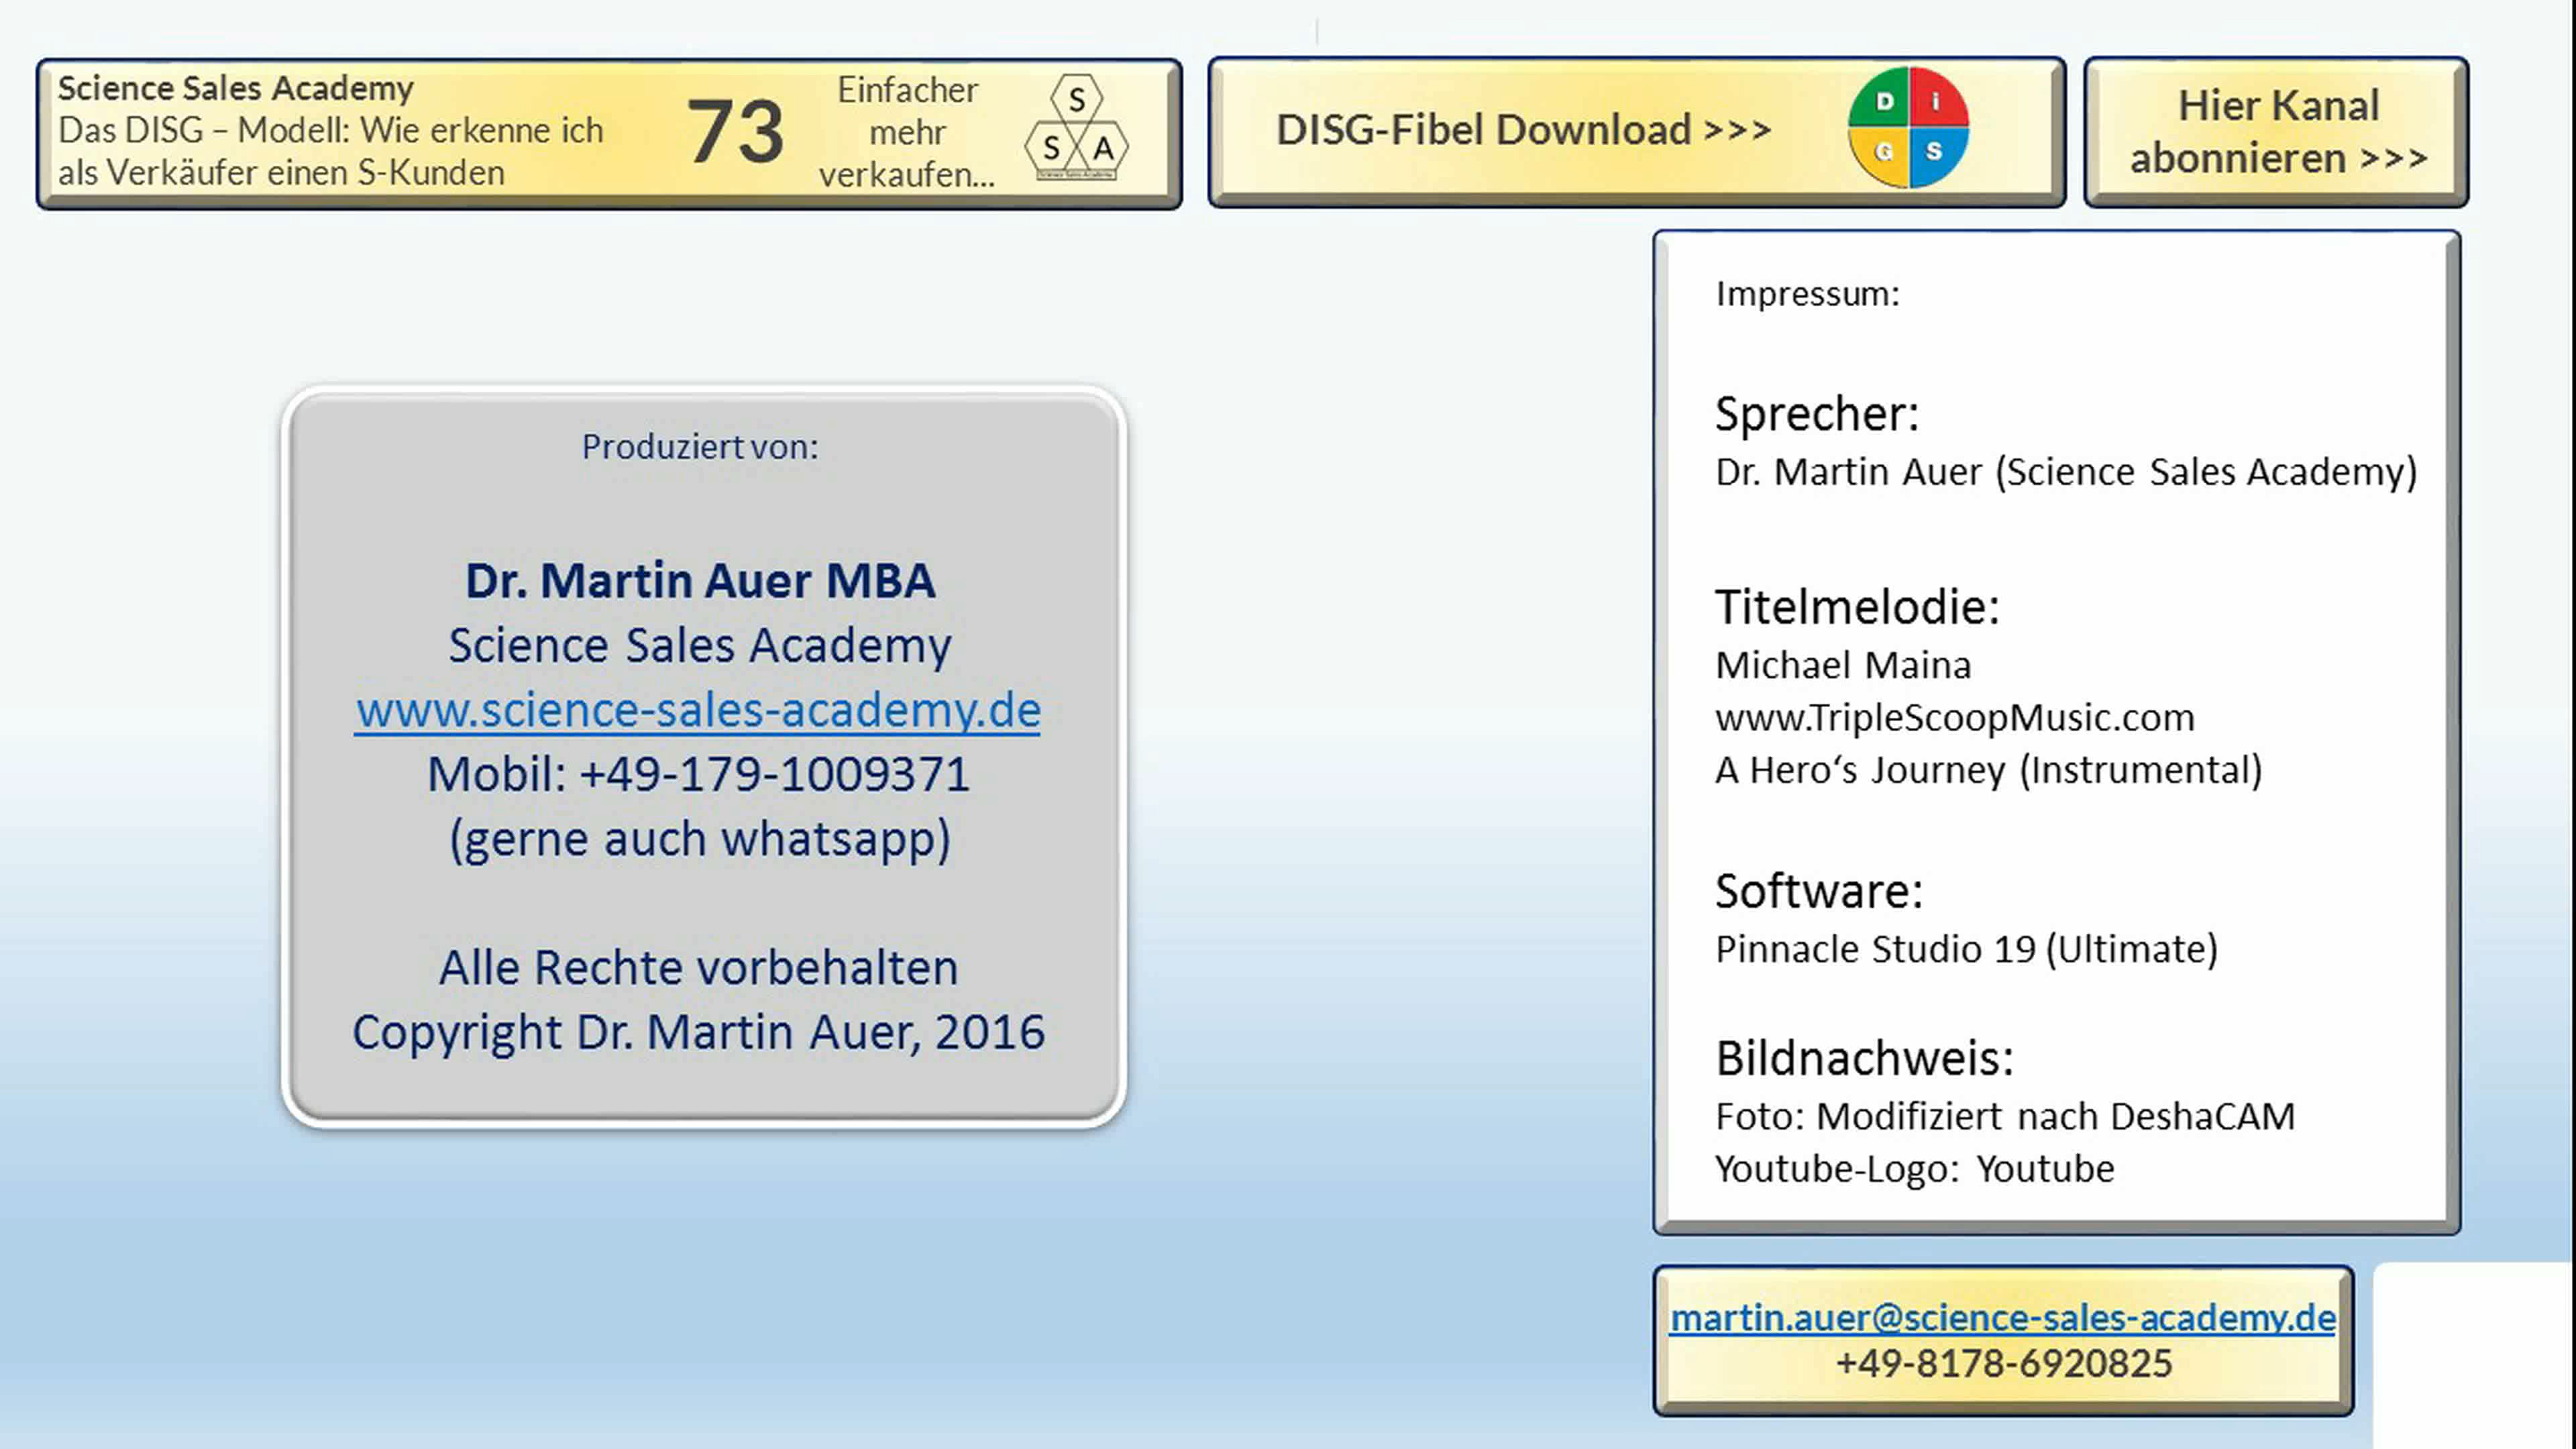 Science Sales Academy
Das DISG – Modell: Wie erkenne ich
als Verkäufer einen S-Kunden
73
Einfacher
mehr
verkaufen...
S
S A
Science Sales Academy
DISG-Fibel Download >>>
D i
G S
Hier Kanal
abonnieren >>>
Produziert von:
Dr. Martin Auer MBA
Science Sales Academy
www.science-sales-academy.de
Mobil: +49-179-1009371
(gerne auch whatsapp)
Alle Rechte vorbehalten
Copyright Dr. Martin Auer, 2016
Impressum:
Sprecher:
Dr. Martin Auer (Science Sales Academy)
Titelmelodie:
Michael Maina
www.TripleScoopMusic.com
A Hero‘s Journey (Instrumental)
Software:
Pinnacle Studio 19 (Ultimate)
Bildnachweis:
Foto: Modifiziert nach DeshaCAM
Youtube-Logo: Youtube
martin.auer@science-sales-academy.de
+49-8178-6920825